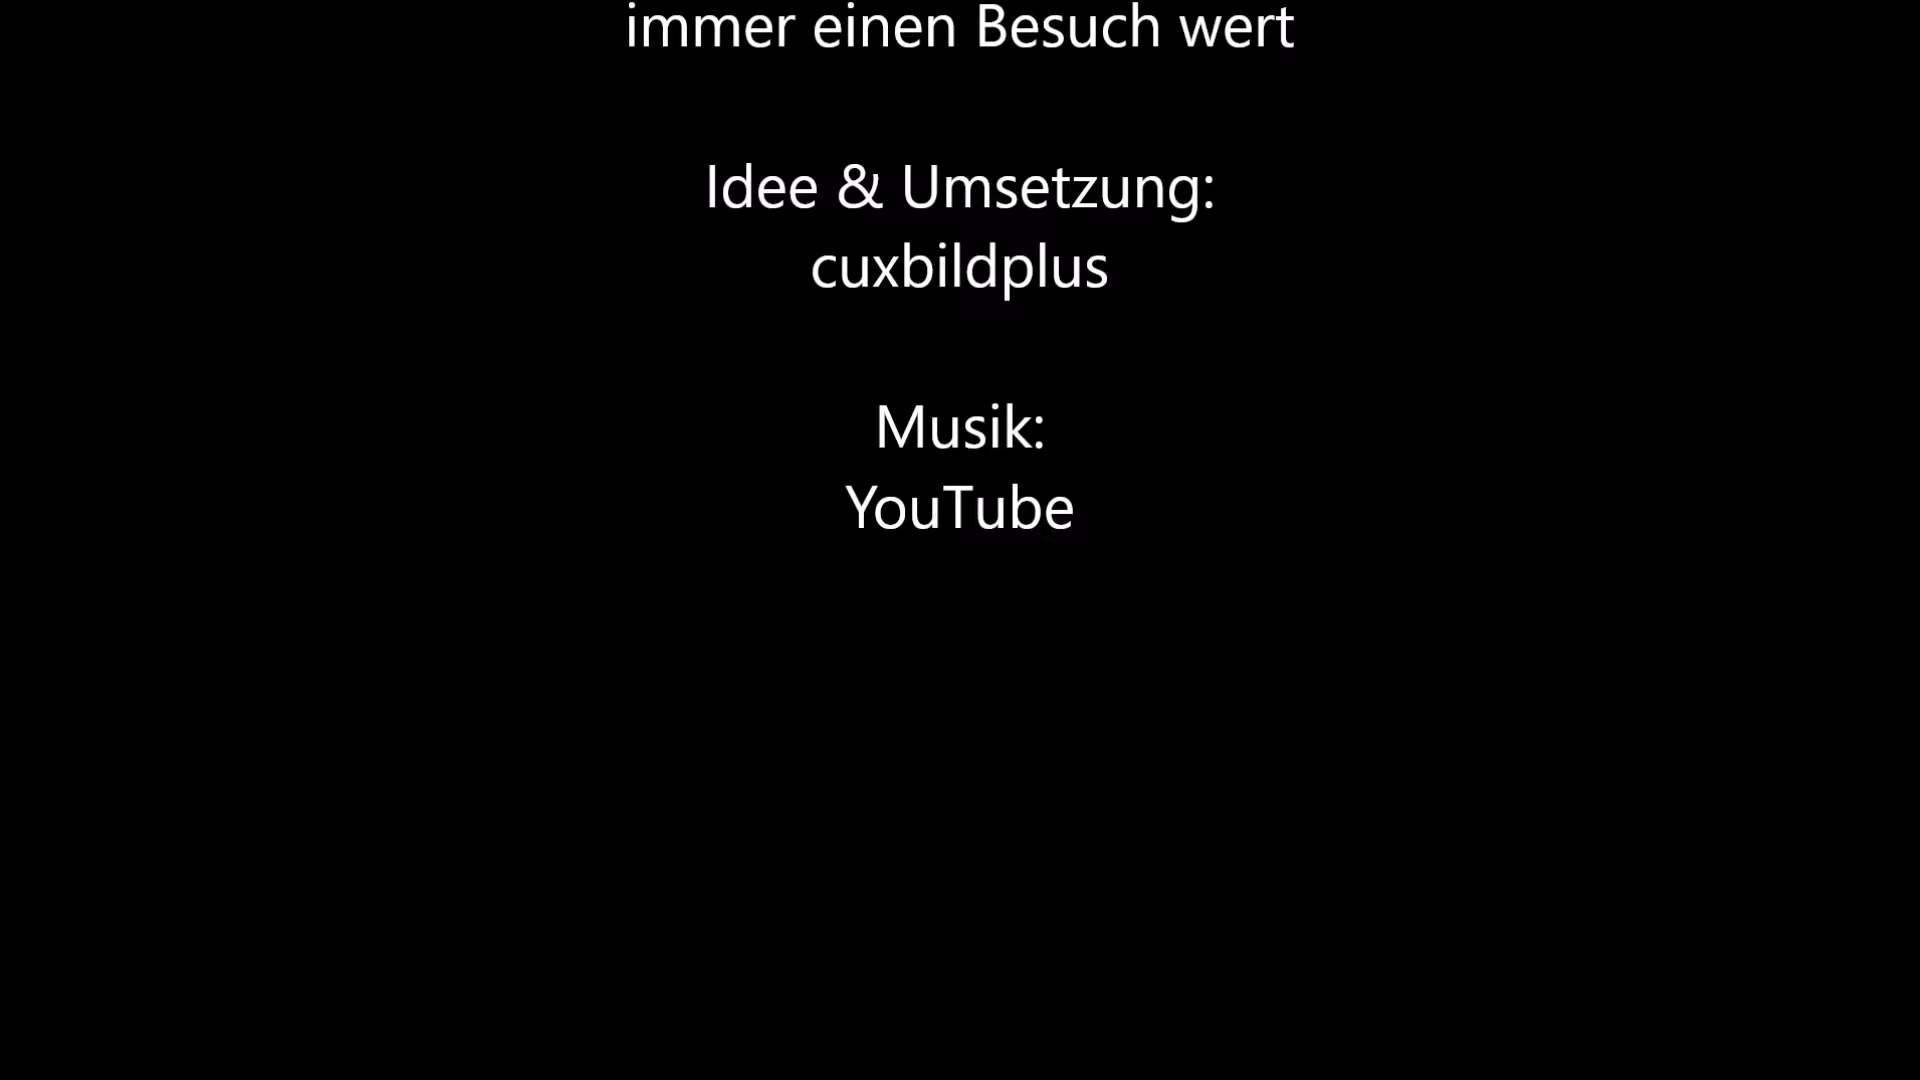 immer einen Besuch wert
Idee & Umsetzung:
cuxbildplus
Musik:
YouTube